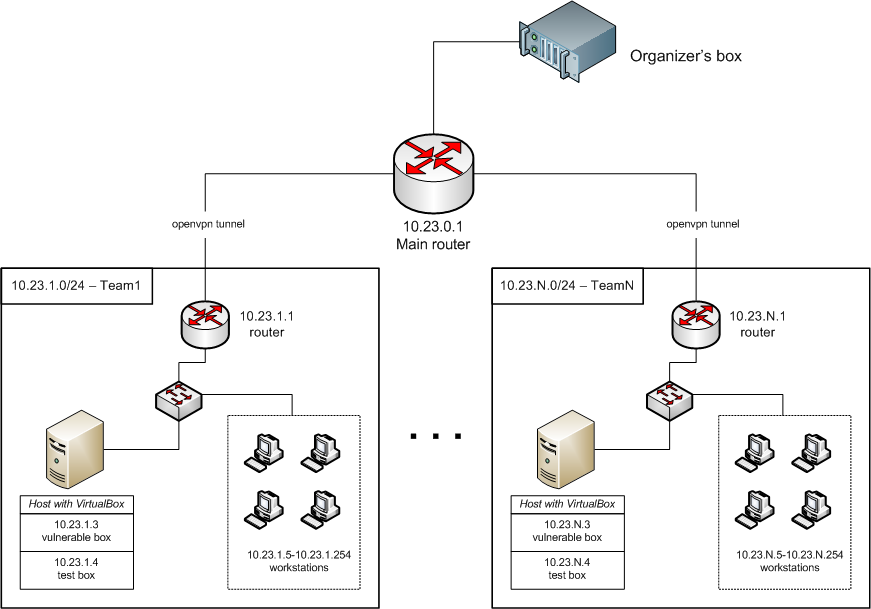 Organizer's box
10.23.0.1
Main router
openvpn tunnel
openvpn tunnel
10.23.1.0/24 – Team1
10.23.1.1
router
Host with VirtualBox
10.23.1.3
vulnerable box
10.23.1.4
test box
10.23.1.5-10.23.1.254
workstations
. . .
10.23.N.0/24 – TeamN
10.23.N.1
router
Host with VirtualBox
10.23.N.3
vulnerable box
10.23.N.4
test box
10.23.N.5-10.23.N.254
workstations